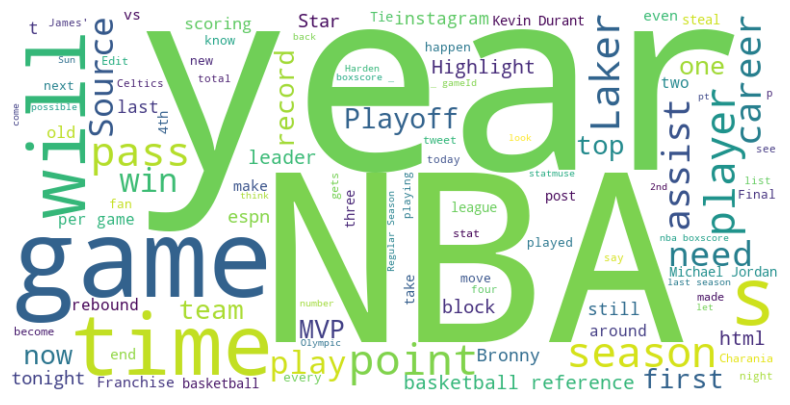 James'
vs
scoring
Star
Tie
instagram
Kevin Durant
even
steal
t
will
Source
year
know
back
Harden
boxscore _
_ gameId
happen
Highlight
tweet
Laker
one
career
Sun
next
Edit
new
total
record
two
pt
p
come
possible
Celtics
last
4th
Playoff
top
assist
player
see
old
pass
leader
today
look
statmuse
list
win
make
gets
three
playing
NBA
post
2nd
Final
fan
think
take
league
per game
espn
stat
played
say
nba boxscore
game
Regular Season
move
need
Michael Jordan
last season
s
rebound
team
number
four
block
still
made
let
become
time
MVP
Olympic
around
html
now
end
play
point
Bronny
season
Charania
tonight
Franchise
basketball
every
basketball reference
first
night